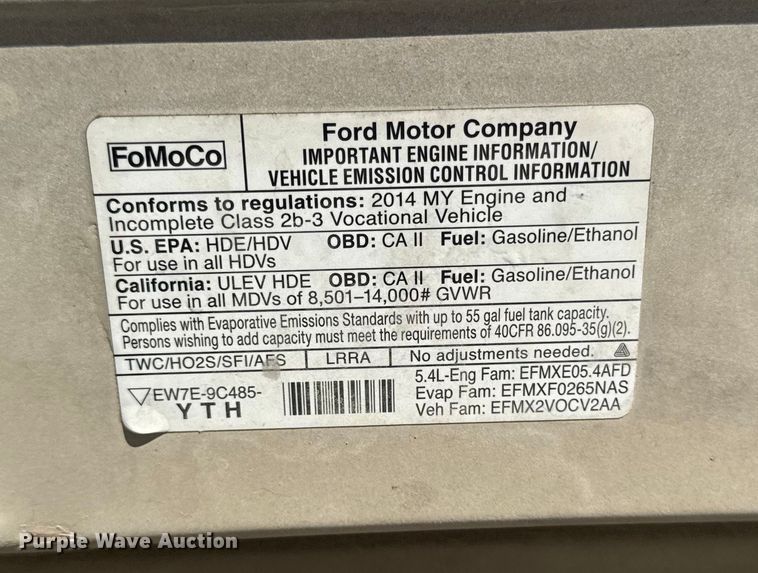 FoMoCo
Ford Motor Company
IMPORTANT ENGINE INFORMATION/
VEHICLE EMISSION CONTROL INFORMATION
Conforms to regulations: 2014 MY Engine and
Incomplete Class 2b-3 Vocational Vehicle
U.S. EPA: HDE/HDV OBD: CA II Fuel: Gasoline/Ethanol
For use in all HDVs
California: ULEV HDE OBD: CA II Fuel: Gasoline/Ethanol
For use in all MDVs of 8,501–14,000# GVWR
Complies with Evaporative Emissions Standards with up to 55 gal fuel tank capacity.
Persons wishing to add capacity must meet the requirements of 40CFR 86.095-35(g)(2).
TWC/HO2S/SFI/AFS LRRA No adjustments needed.
EW7E-9C485-
YTH
5.4L-Eng Fam: EFMXE05.4AFD
Evap Fam: EFMXF0265NAS
Veh Fam: EFMX2VOCV2AA
Purple Wave Auction